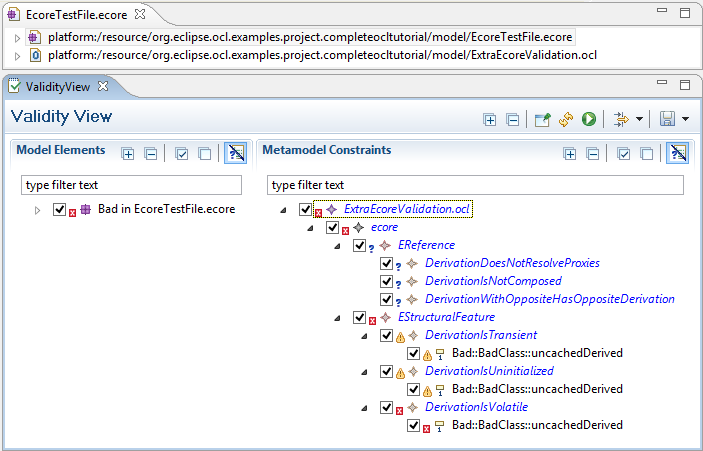 EcoreTestFile.ecore
platform:/resource/org.eclipse.ocl.examples.project.completeocltutorial/model/EcoreTestFile.ecore
platform:/resource/org.eclipse.ocl.examples.project.completeocltutorial/model/ExtraEcoreValidation.ocl
ValidityView
Validity View
Model Elements
type filter text
Bad in EcoreTestFile.ecore
Metamodel Constraints
type filter text
ExtraEcoreValidation.ocl
ecore
EReference
DerivationDoesNotResolveProxies
DerivationIsNotComposed
DerivationWithOppositeHasOppositeDerivation
EStructuralFeature
DerivationIsTransient
Bad::BadClass::uncachedDerived
DerivationIsUninitialized
Bad::BadClass::uncachedDerived
DerivationIsVolatile
Bad::BadClass::uncachedDerived